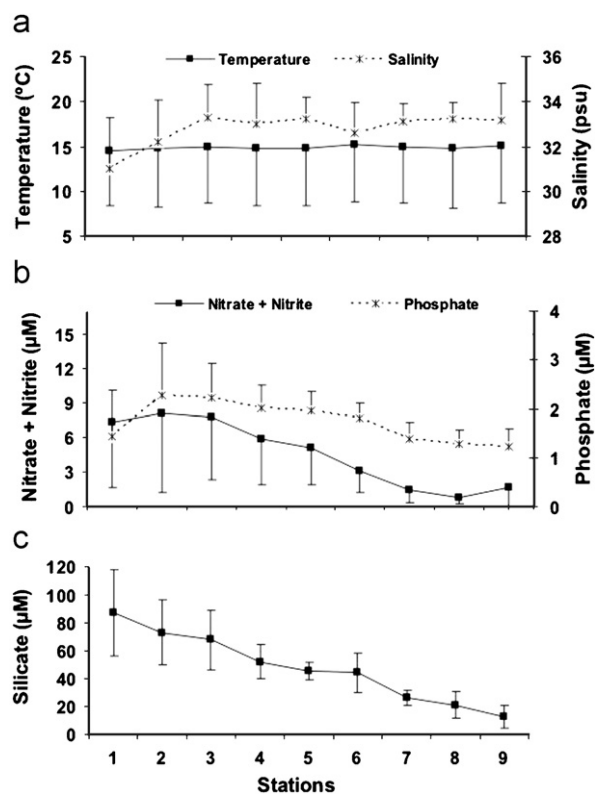 a
Temperature
Salinity
Temperature (ºC)
25
20
15
10
5
36
34
32
30
28
Salinity (psu)
b
Nitrate + Nitrite
Phosphate
Nitrate + Nitrite (µM)
15
12
9
6
3
0
4
3
2
1
0
Phosphate (µM)
c
Silicate (µM)
120
100
80
60
40
20
0
1 2 3 4 5 6 7 8 9
Stations